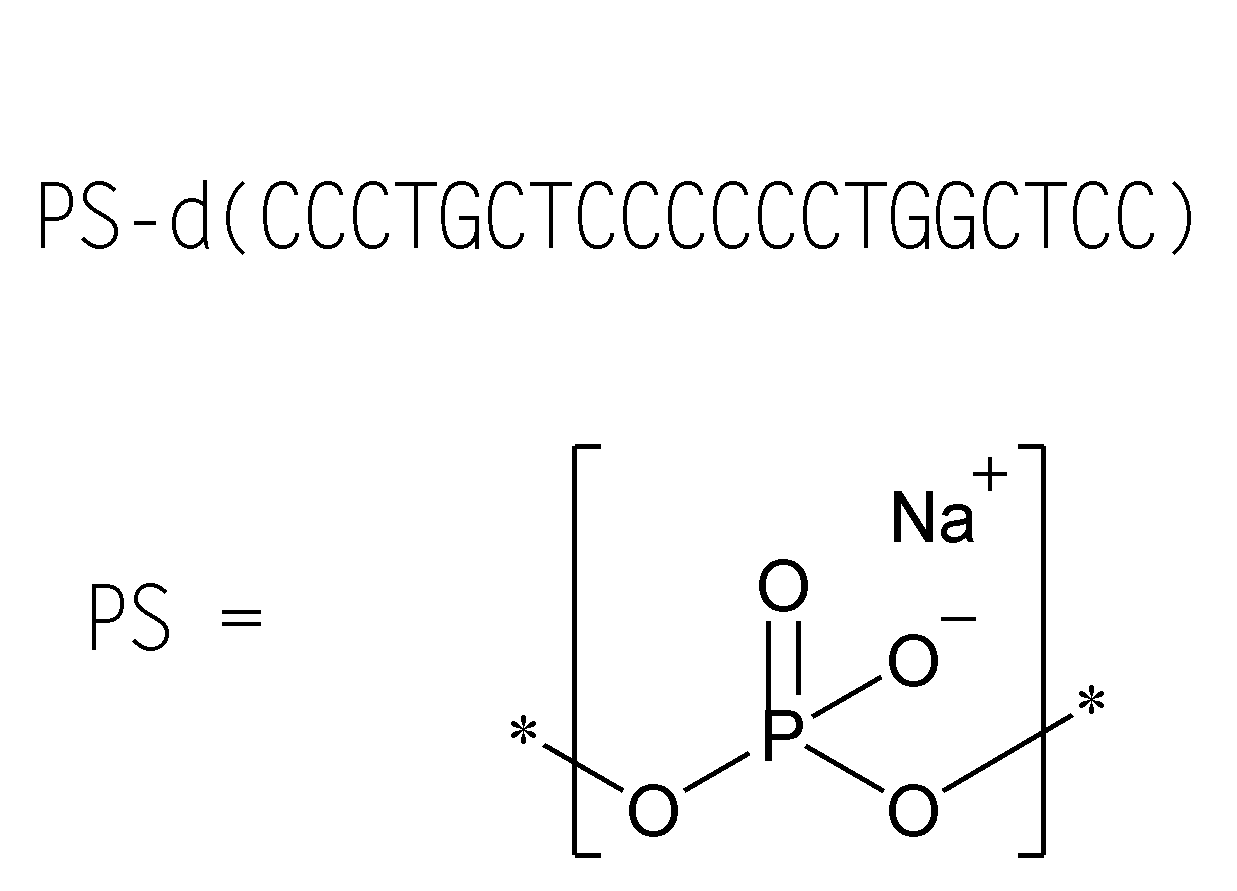 PS-d(CCCTGCTCCCCCCTGGCTCC)
PS =
Na+
O
O−
P
* *
O O